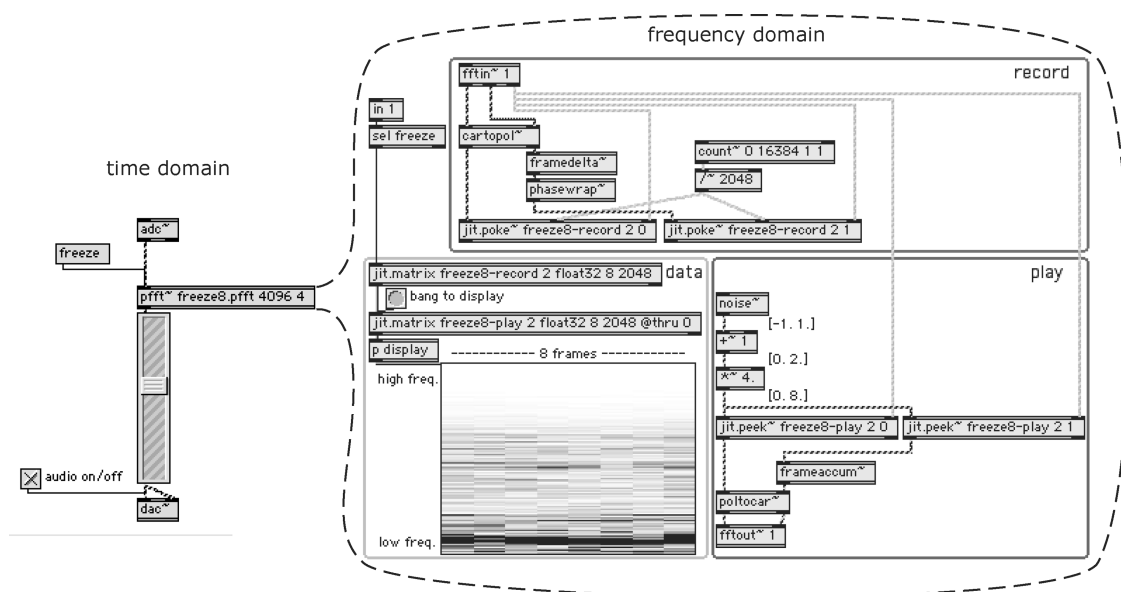 frequency domain
record
fftin~ 1
in 1
sel freeze
cartopol~
count~ 0 16384 1 1
framedelta~
/~ 2048
phasewrap~
jit.poke~ freeze8-record 2 0
jit.poke~ freeze8-record 2 1
time domain
adc~
freeze
pfft~ freeze8.pfft 4096 4
audio on/off
dac~
data
jit.matrix freeze8-record 2 float32 8 2048
bang to display
jit.matrix freeze8-play 2 float32 8 2048 @thru 0
p display
------------ 8 frames ------------
high freq.
low freq.
play
noise~
[-1. 1.]
+~ 1
[0. 2.]
*~ 4.
[0. 8.]
jit.peek~ freeze8-play 2 0
jit.peek~ freeze8-play 2 1
frameaccum~
poltocar~
fftout~ 1